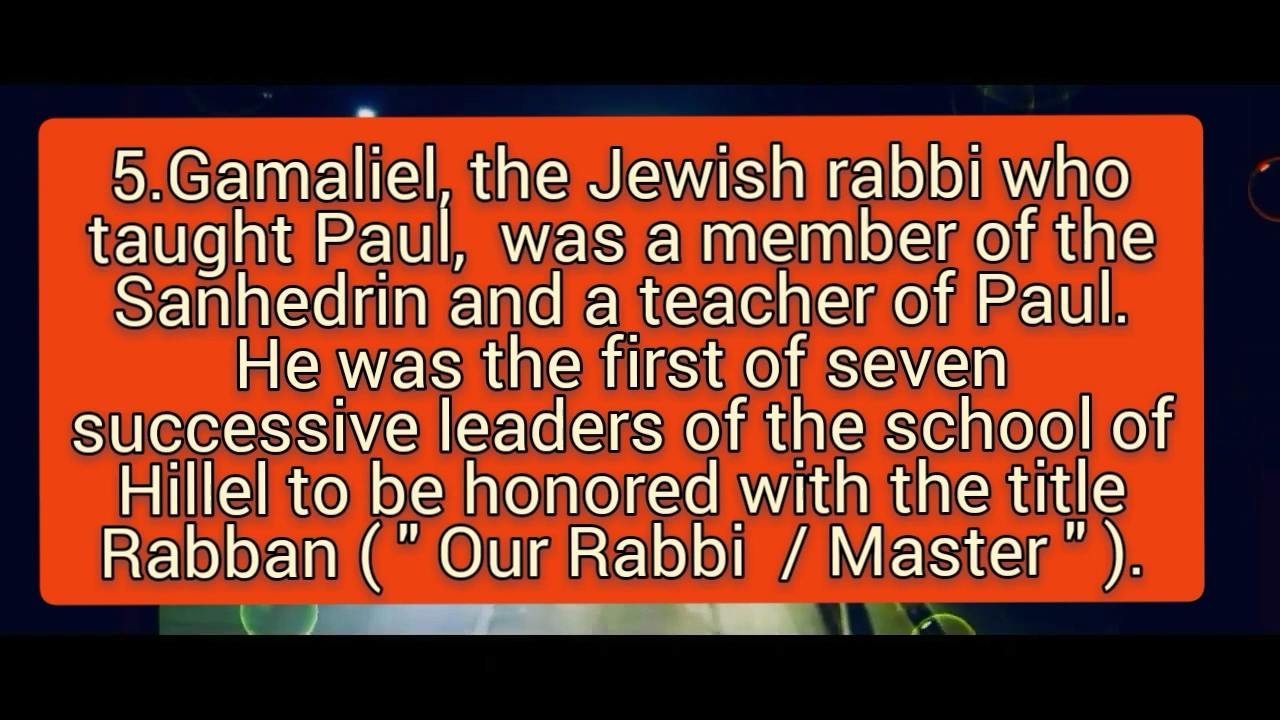 5.Gamaliel, the Jewish rabbi who
taught Paul,  was a member of the
Sanhedrin and a teacher of Paul.
He was the first of seven
successive leaders of the school of
Hillel to be honored with the title
Rabban ( " Our Rabbi  / Master " ).